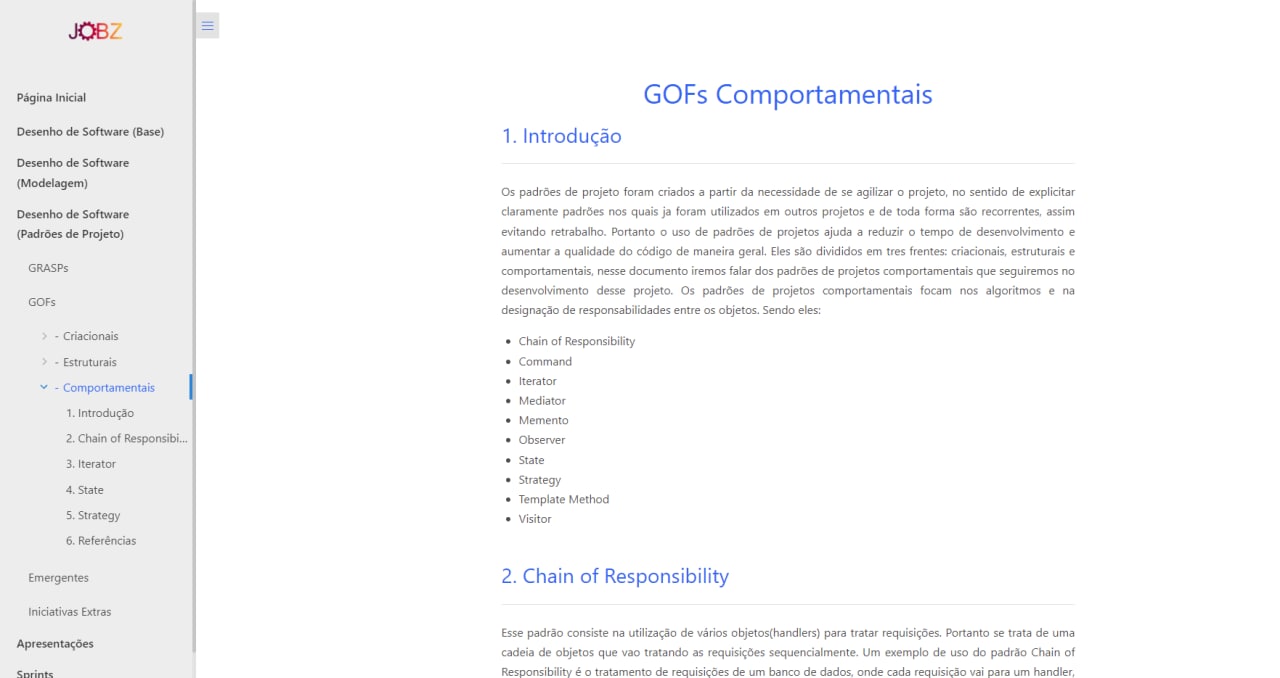 JOBZ
Página Inicial
Desenho de Software (Base)
Desenho de Software
(Modelagem)
Desenho de Software
(Padrões de Projeto)
GRASPs
GOFs
- Criacionais
- Estruturais
- Comportamentais
1. Introdução
2. Chain of Responsibi...
3. Iterator
4. State
5. Strategy
6. Referências
Emergentes
Iniciativas Extras
Apresentações
Sprints
GOFs Comportamentais
1. Introdução
Os padrões de projeto foram criados a partir da necessidade de se agilizar o projeto, no sentido de explicitar
claramente padrões nos quais ja foram utilizados em outros projetos e de toda forma são recorrentes, assim
evitando retrabalho. Portanto o uso de padrões de projetos ajuda a reduzir o tempo de desenvolvimento e
aumentar a qualidade do código de maneira geral. Eles são divididos em tres frentes: criacionais, estruturais e
comportamentais, nesse documento iremos falar dos padrões de projetos comportamentais que seguiremos no
desenvolvimento desse projeto. Os padrões de projetos comportamentais focam nos algoritmos e na
designação de responsabilidades entre os objetos. Sendo eles:
• Chain of Responsibility
• Command
• Iterator
• Mediator
• Memento
• Observer
• State
• Strategy
• Template Method
• Visitor
2. Chain of Responsibility
Esse padrão consiste na utilização de vários objetos(handlers) para tratar requisições. Portanto se trata de uma
cadeia de objetos que vao tratando as requisições sequencialmente. Um exemplo de uso do padrão Chain of
Responsibility é o tratamento de requisições de um banco de dados, onde cada requisição vai para um handler,